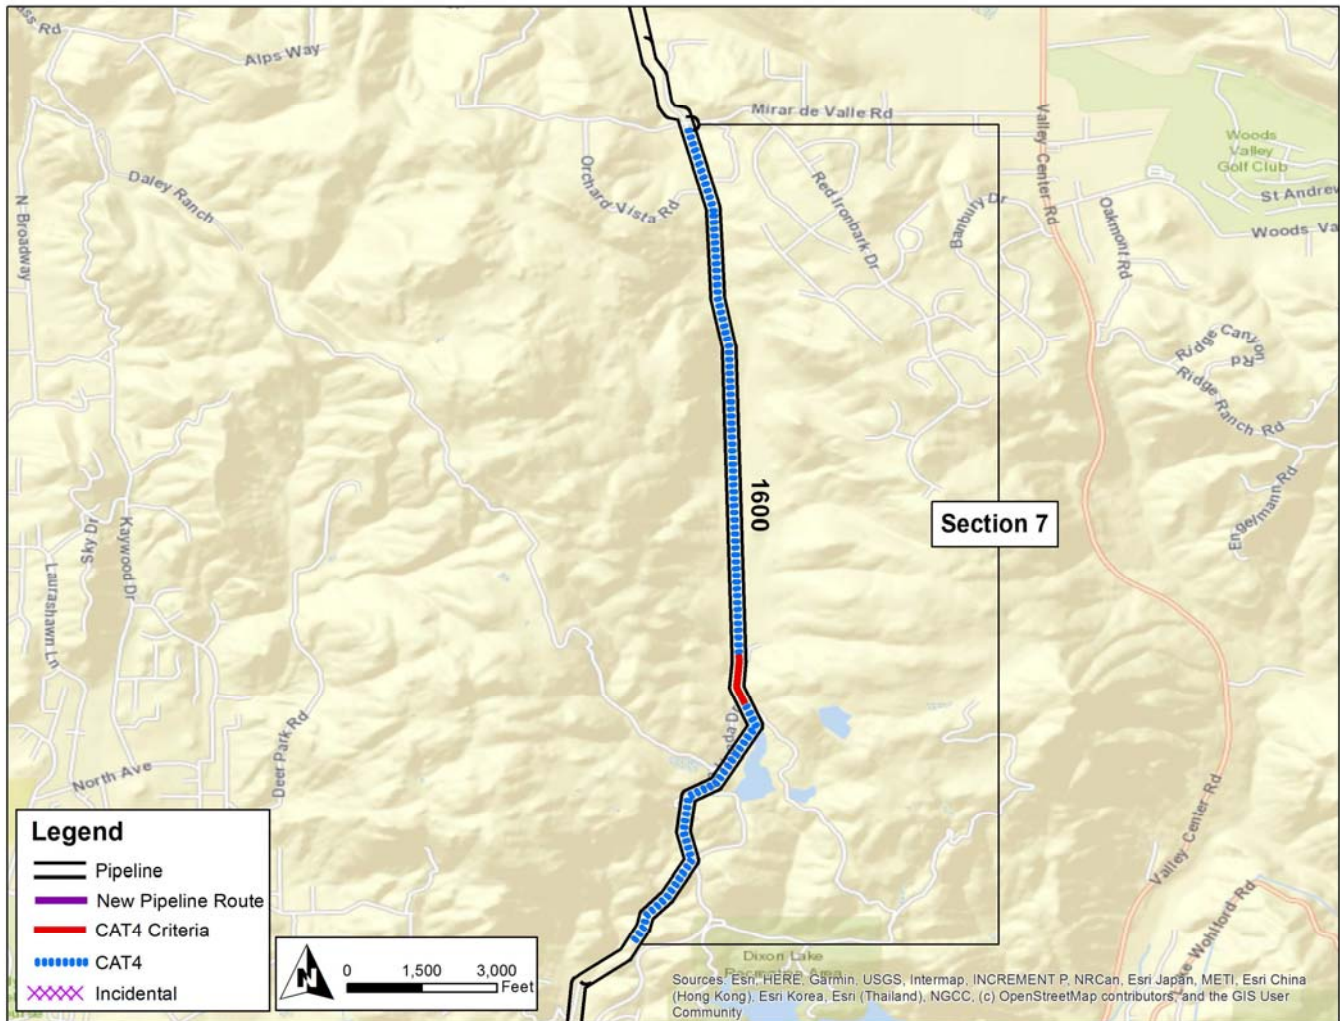 ass Rd
Alps Way
Mirar de Valle Rd
Valley Center Rd
Woods
Valley
Golf Club
St Andrew
Woods Va
N Broadway
Daley Ranch
Orchard Vista Rd
Red Ironbark Dr
Banbury Dr
Oakmont Rd
Ridge Canyon
Rd
Ridge Ranch Rd
Engelmann Rd
1600
Section 7
Sky Dr
Kaywood Dr
Laurashawn Ln
Deer Park Rd
North Ave
Valley Center Rd
Lake Wohlford Rd
Dixon Lake
Recreation Area
Legend
Pipeline
New Pipeline Route
CAT4 Criteria
CAT4
Incidental
N
0 1,500 3,000
Feet
Sources: Esri, HERE, Garmin, USGS, Intermap, INCREMENT P, NRCan, Esri Japan, METI, Esri China
(Hong Kong), Esri Korea, Esri (Thailand), NGCC, (c) OpenStreetMap contributors, and the GIS User
Community